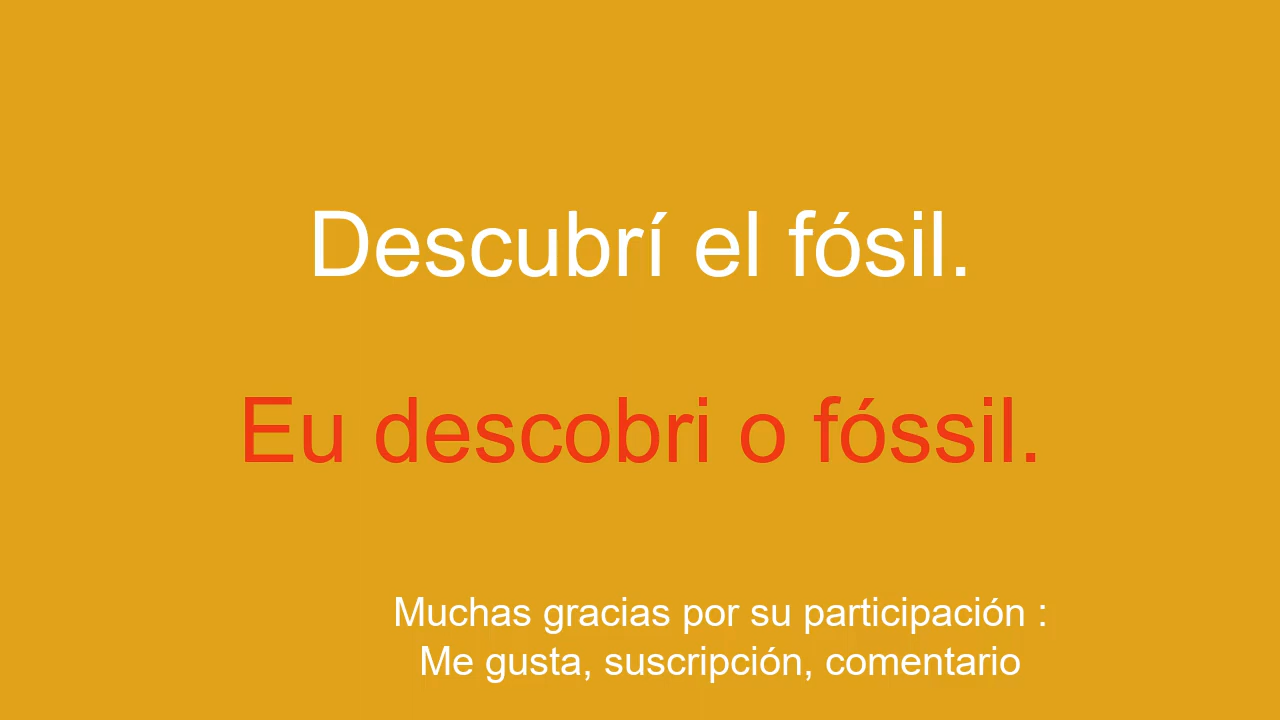 Descubrí el fósil.
Eu descobri o fóssil.
Muchas gracias por su participación :
Me gusta, suscripción, comentario